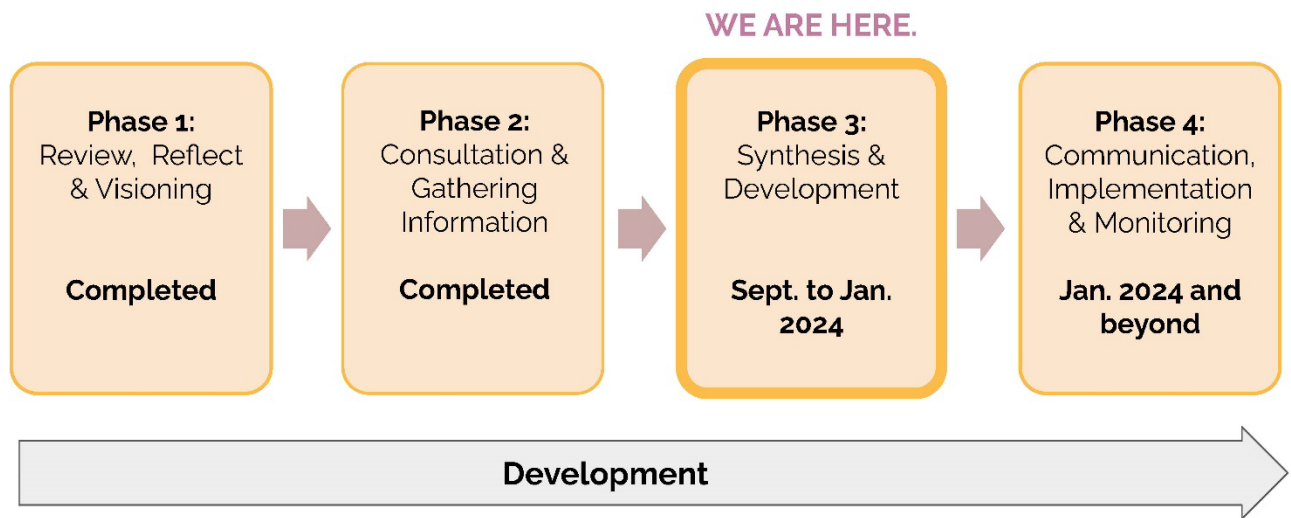 WE ARE HERE.
Phase 1:
Review, Reflect
& Visioning
Completed
Phase 2:
Consultation &
Gathering
Information
Completed
Phase 3:
Synthesis &
Development
Sept. to Jan.
2024
Phase 4:
Communication,
Implementation
& Monitoring
Jan. 2024 and
beyond
Development